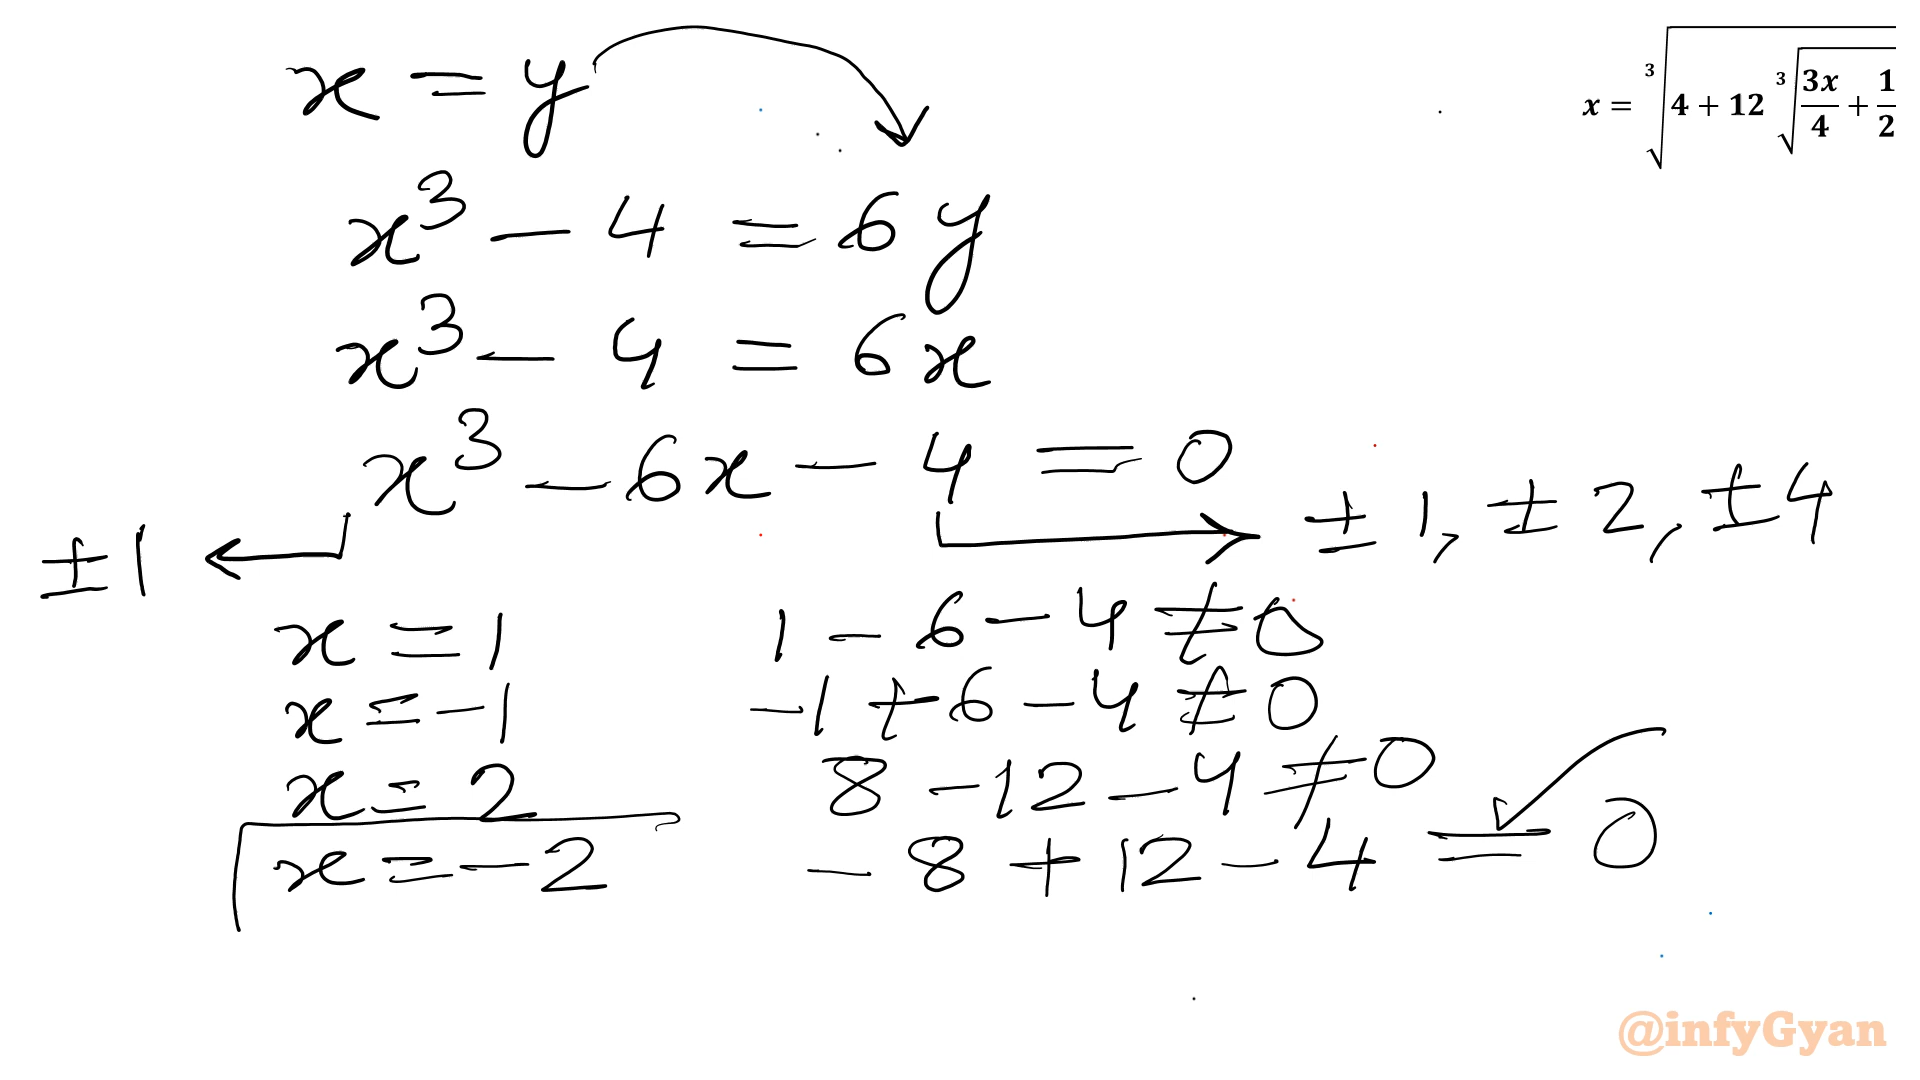 x = y
x = ∛(4 + 12 ∛(3x/4 + 1/2))
x³ − 4 = 6y
x³ − 4 = 6x
x³ − 6x − 4 = 0
±1
±1, ±2, ±4
x = 1 1 − 6 − 4 ≠ 0
x = −1 −1 + 6 − 4 ≠ 0
x = 2 8 − 12 − 4 ≠ 0
x = −2 −8 + 12 − 4 = 0
@infyGyan